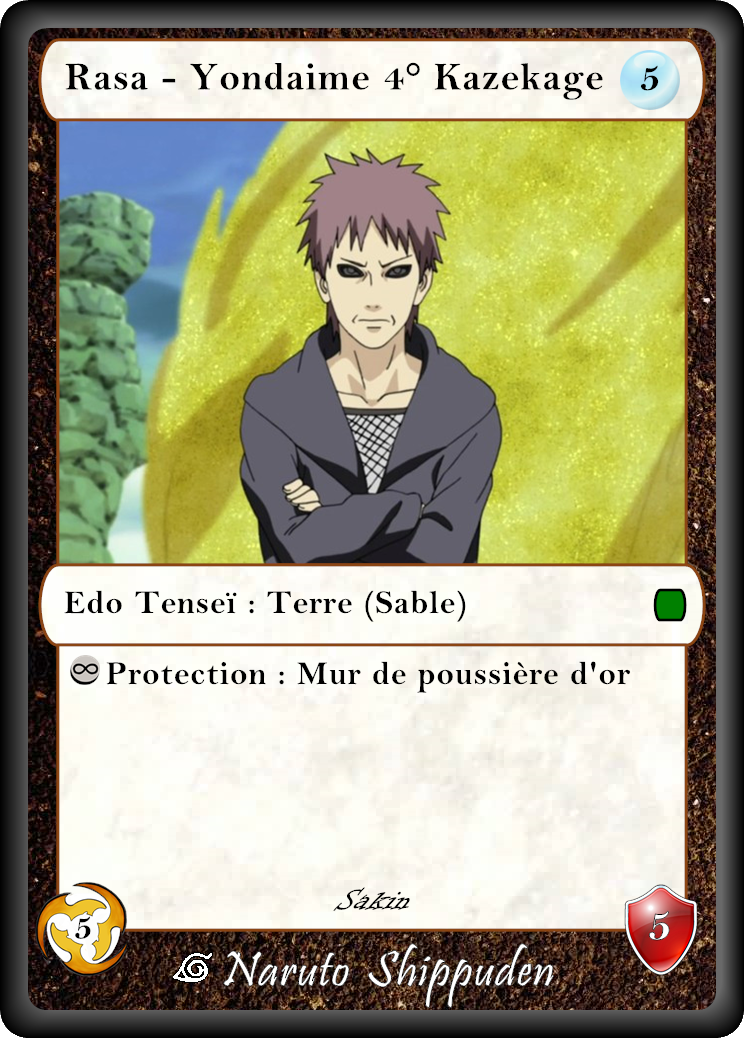 Rasa - Yondaime 4° Kazekage 5
Edo Tenseï : Terre (Sable)
∞ Protection : Mur de poussière d'or
Sakin
5 5
Naruto Shippuden